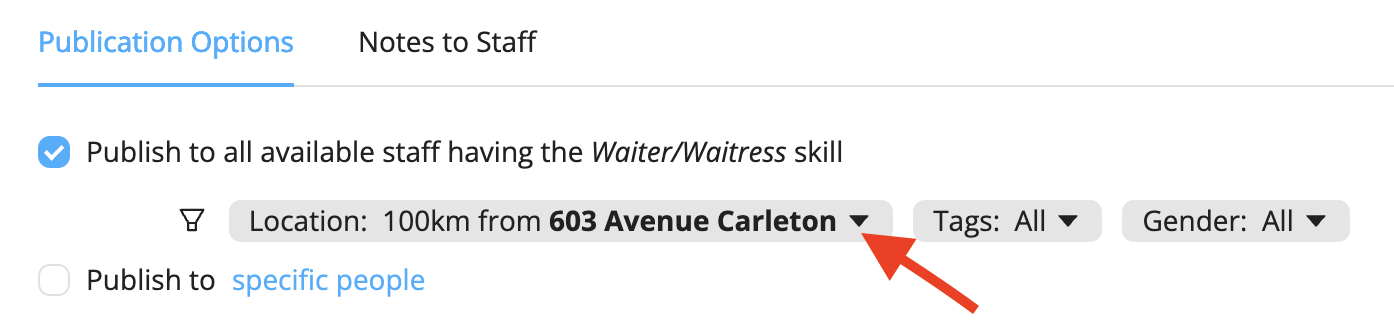 Publication Options Notes to Staff
Publish to all available staff having the Waiter/Waitress skill
Location: 100km from 603 Avenue Carleton Tags: All Gender: All
Publish to specific people